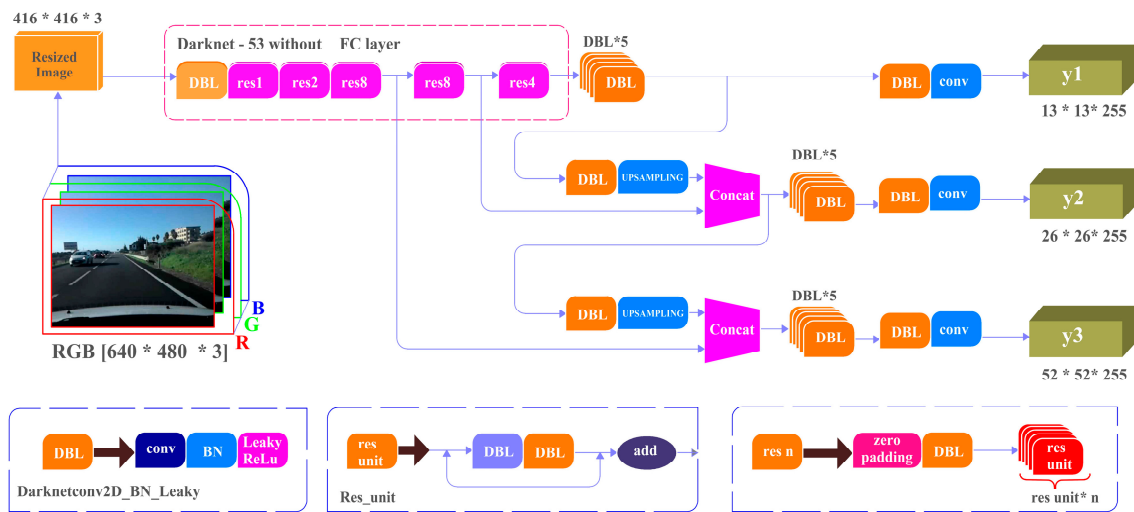 416 * 416 * 3
Resized
Image
Darknet - 53 without FC layer
DBL
res1
res2
res8
res8
res4
DBL*5
DBL
DBL
conv
y1
13 * 13* 255
DBL
UPSAMPLING
Concat
DBL*5
DBL
DBL
conv
y2
26 * 26* 255
DBL
UPSAMPLING
Concat
DBL*5
DBL
DBL
conv
y3
52 * 52* 255
B
G
R
RGB [640 * 480 * 3]
DBL
conv
BN
Leaky
ReLu
Darknetconv2D_BN_Leaky
res
unit
DBL
DBL
add
Res_unit
res n
zero
padding
DBL
res
unit
res unit* n